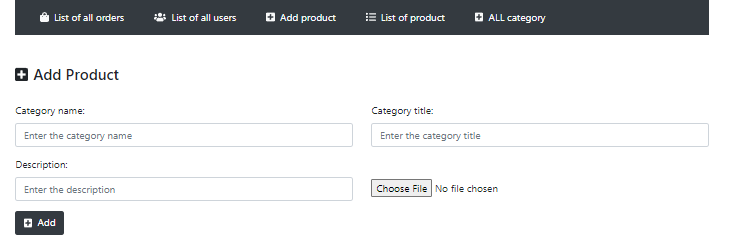 List of all orders List of all users Add product List of product ALL category
Add Product
Category name: Category title:
Enter the category name Enter the category title
Description:
Enter the description Choose File No file chosen
Add